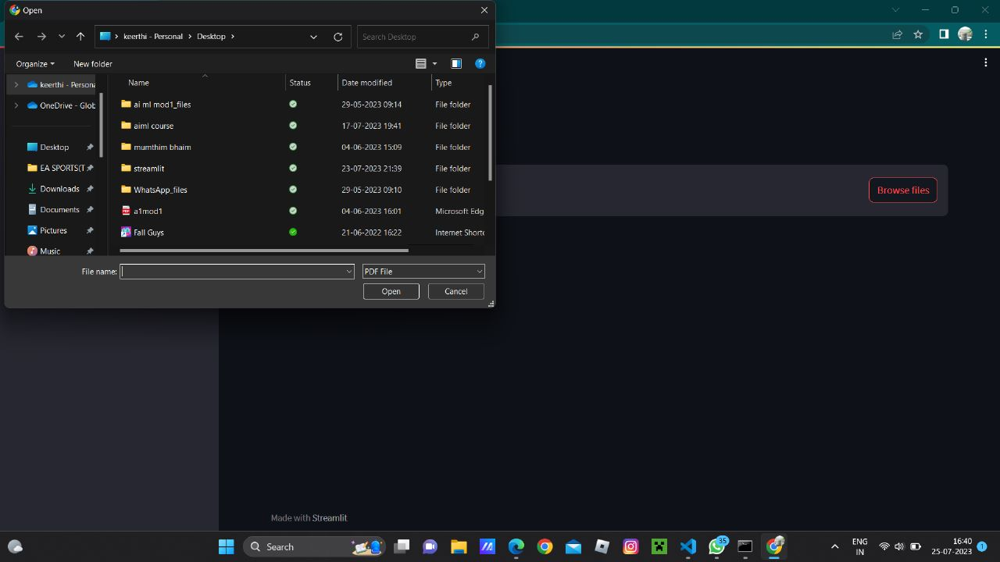 Open
keerthi - Personal Desktop
Search Desktop
Organize New folder
keerthi - Persona
OneDrive - Glob
Desktop
EA SPORTS(T
Downloads
Documents
Pictures
Music
Name Status Date modified Type
ai ml mod1_files 29-05-2023 09:14 File folder
aiml course 17-07-2023 19:41 File folder
mumthim bhaim 04-06-2023 15:09 File folder
streamlit 23-07-2023 21:39 File folder
WhatsApp_files 29-05-2023 09:10 File folder
a1mod1 04-06-2023 16:01 Microsoft Edg
Fall Guys 21-06-2022 16:22 Internet Shortc
File name: PDF File
Open Cancel
Browse files
Made with Streamlit
Search
35
ENG
IN
16:40
25-07-2023
1